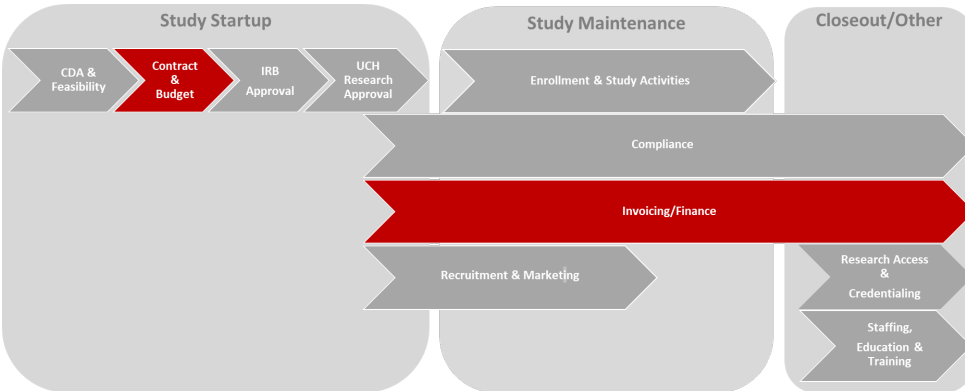 Study Startup
Study Maintenance
Closeout/Other
CDA &
Feasibility
Contract
&
Budget
IRB
Approval
UCH
Research
Approval
Enrollment & Study Activities
Compliance
Invoicing/Finance
Recruitment & Marketing
Research Access
&
Credentialing
Staffing,
Education &
Training